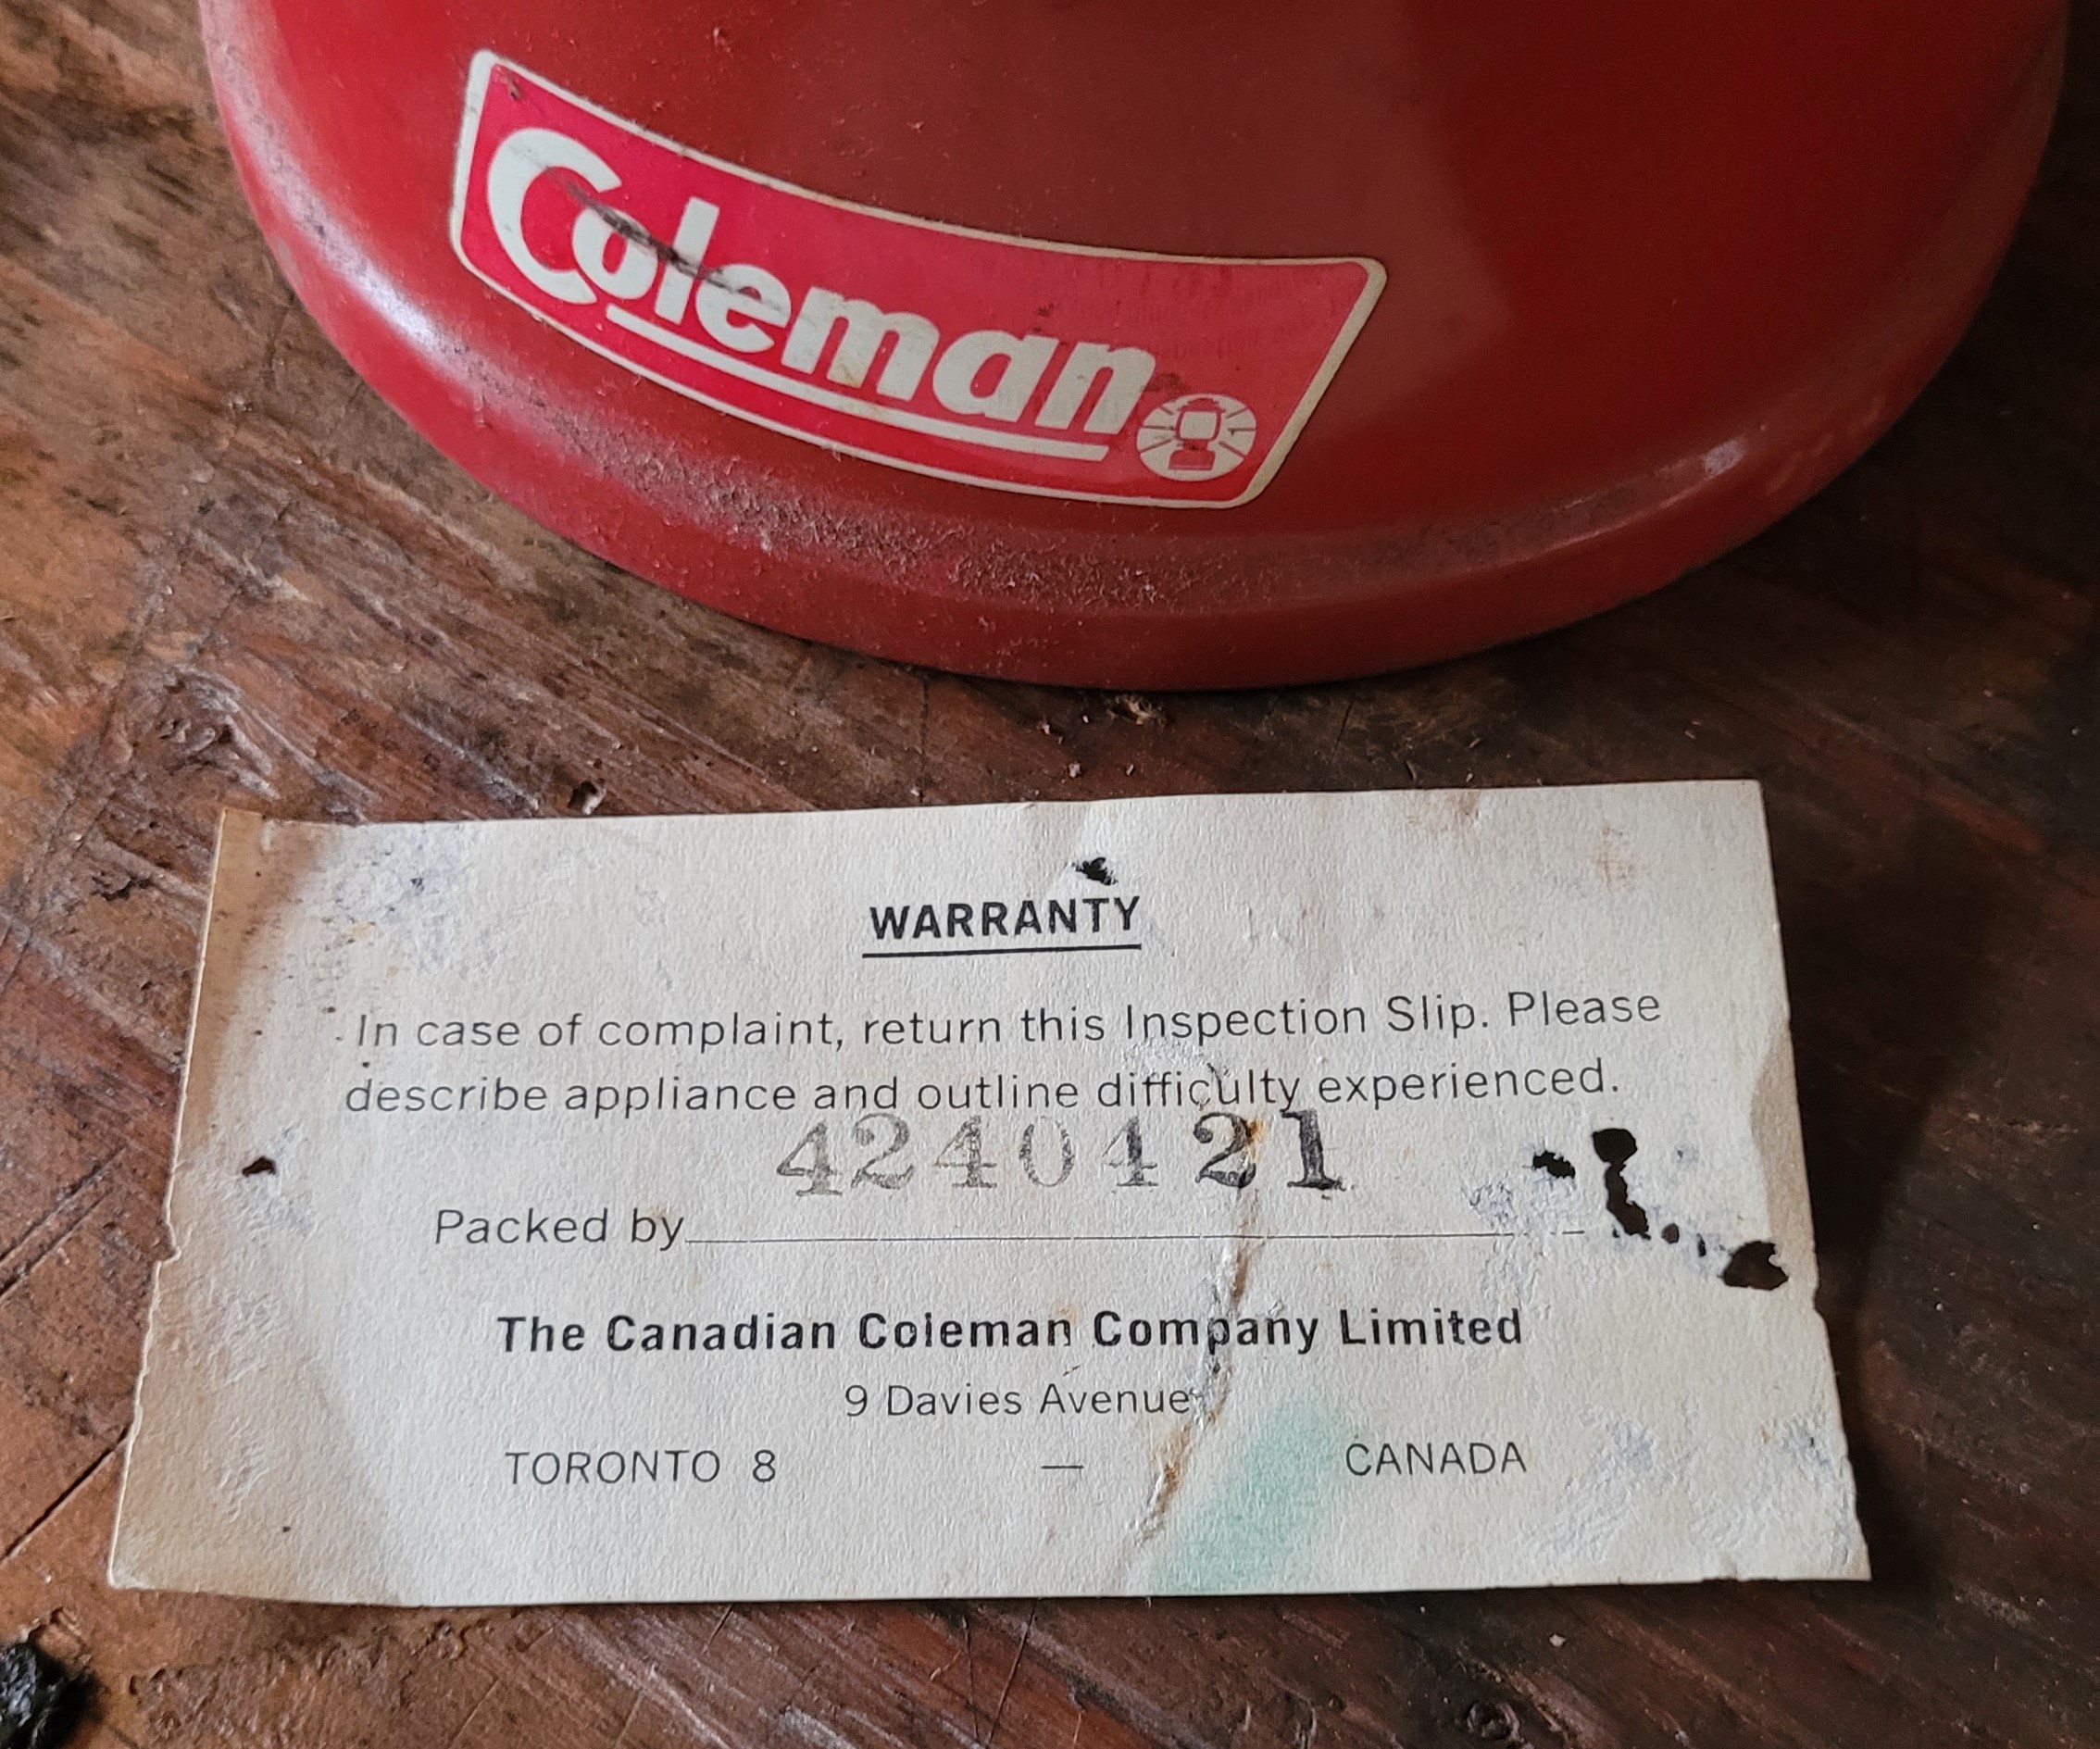 Coleman
WARRANTY
In case of complaint, return this Inspection Slip. Please
describe appliance and outline difficulty experienced.
4240421
Packed by
The Canadian Coleman Company Limited
9 Davies Avenue
TORONTO 8 — CANADA